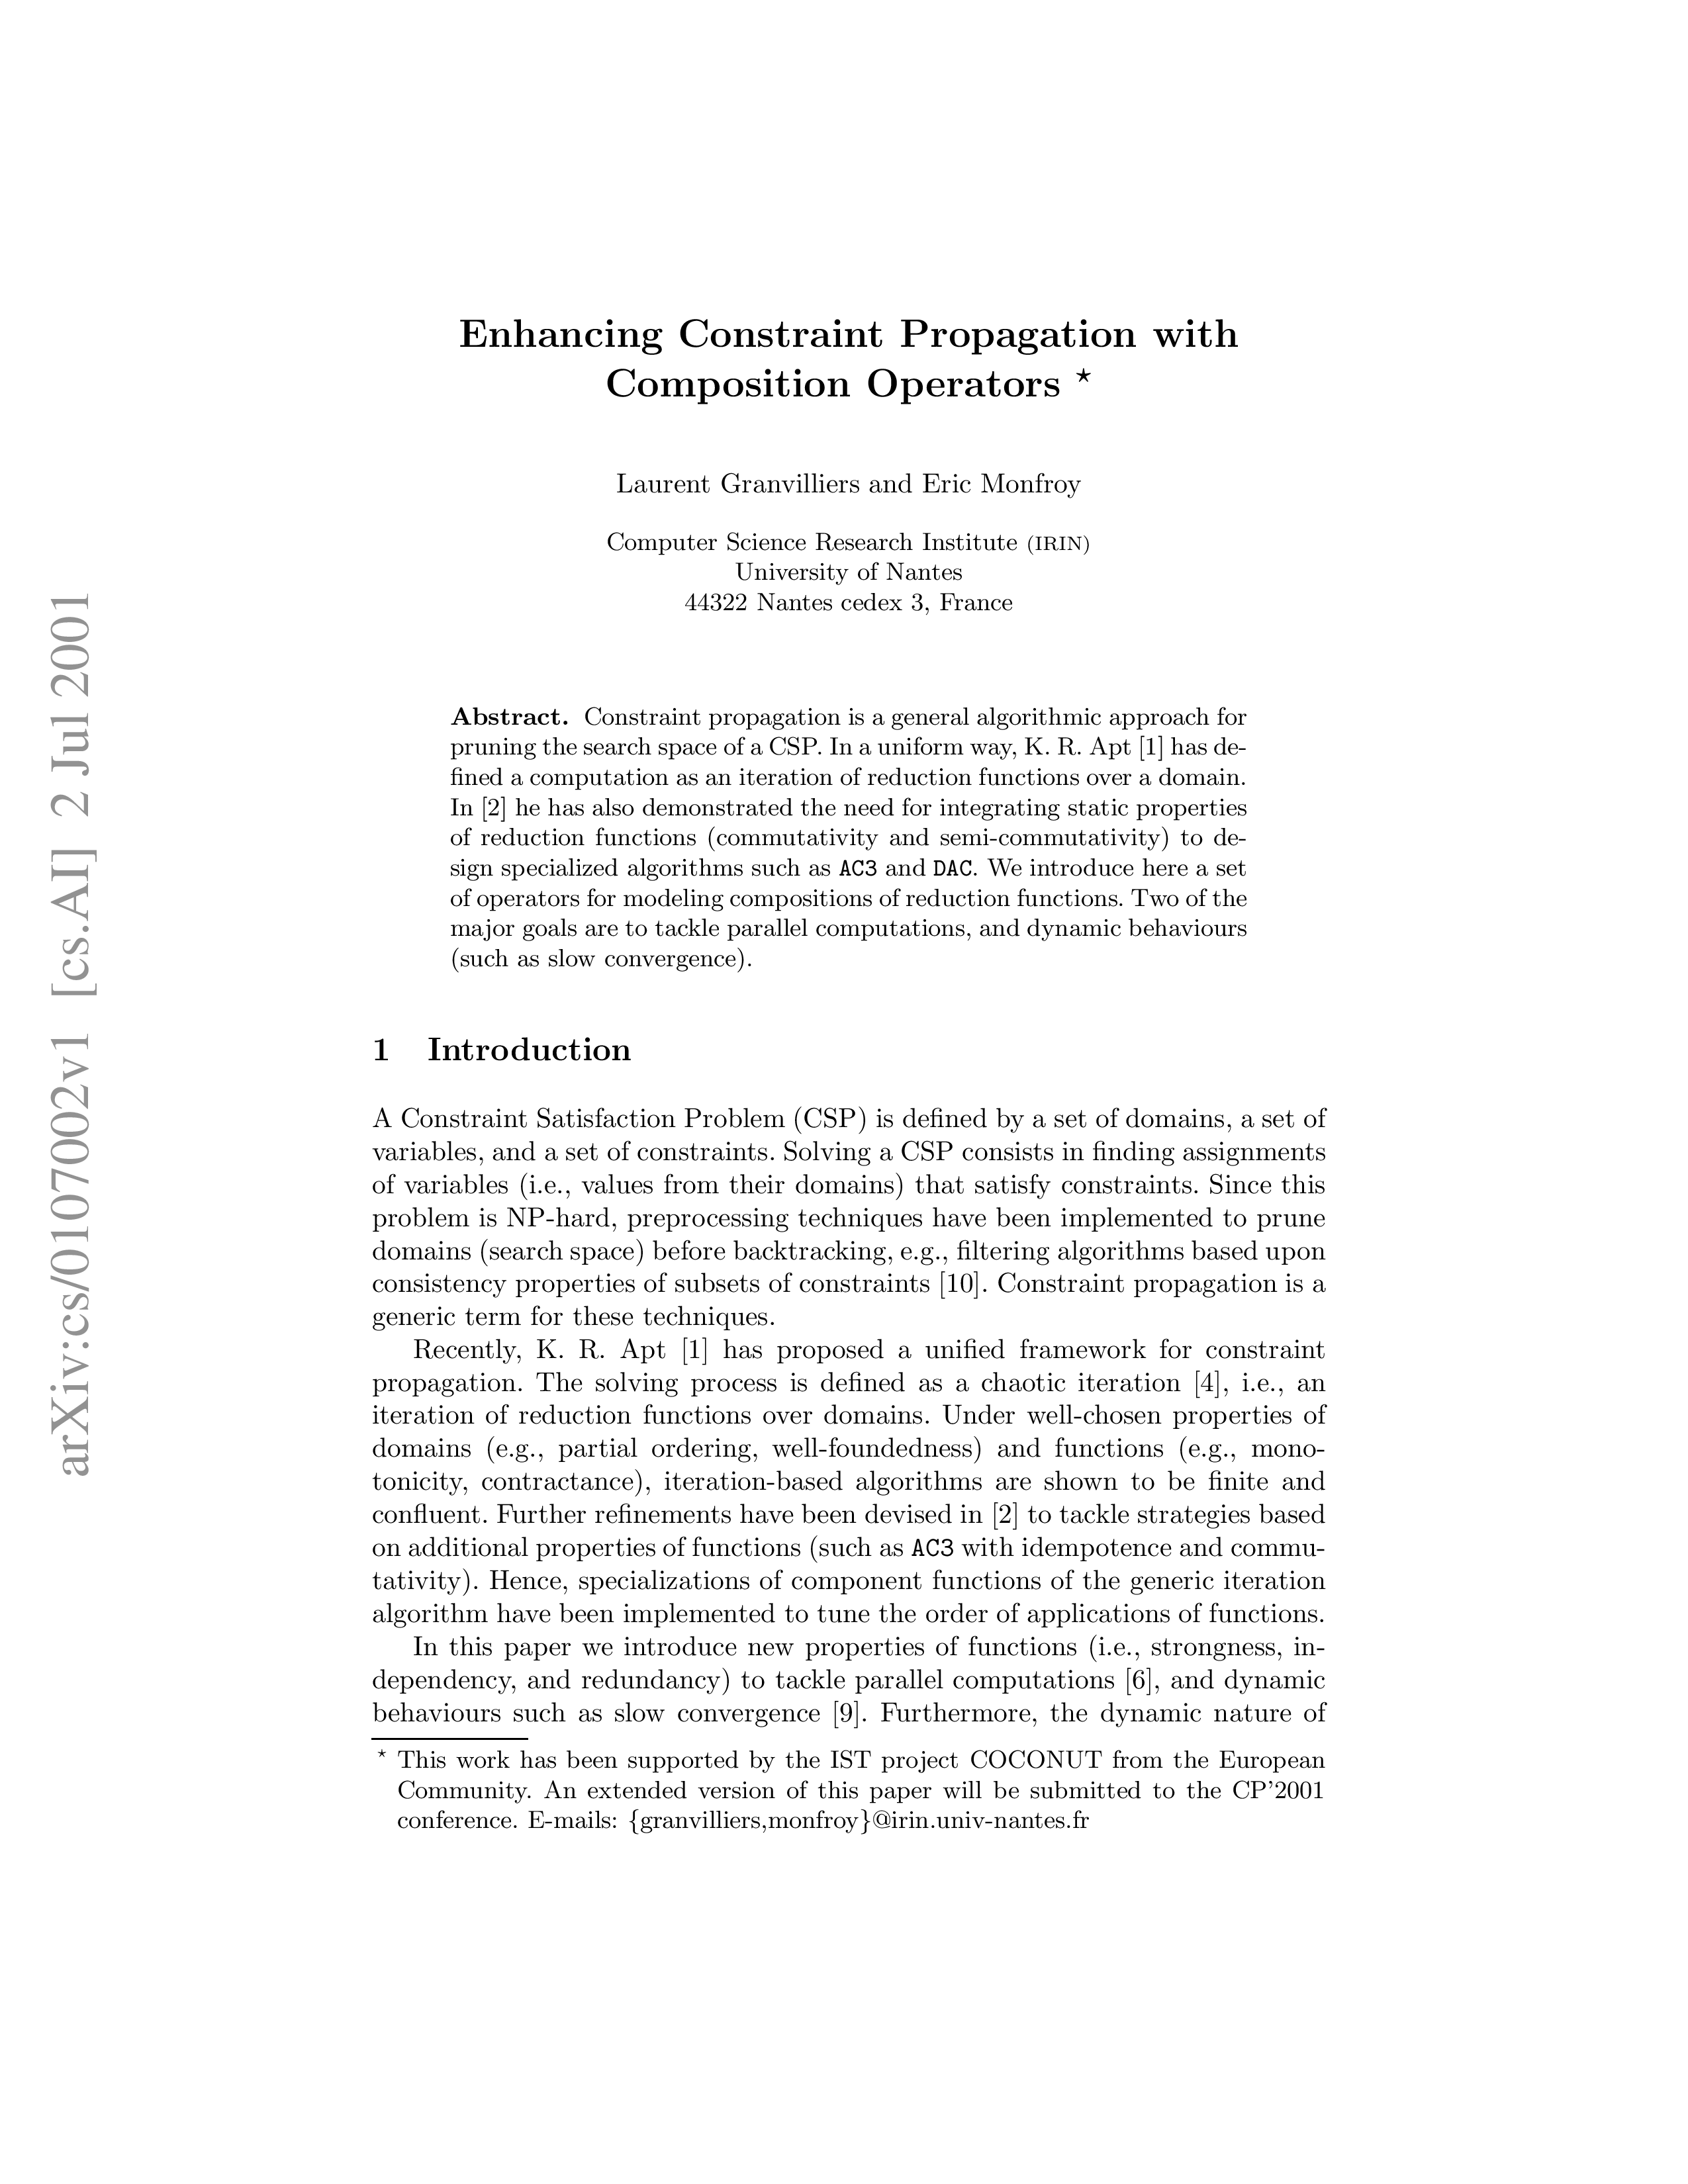 Enhancing Constraint Propagation with
Composition Operators ⋆
Laurent Granvilliers and Eric Monfroy
Computer Science Research Institute (IRIN)
University of Nantes
44322 Nantes cedex 3, France
Abstract. Constraint propagation is a general algorithmic approach for
pruning the search space of a CSP. In a uniform way, K. R. Apt [1] has de-
fined a computation as an iteration of reduction functions over a domain.
In [2] he has also demonstrated the need for integrating static properties
of reduction functions (commutativity and semi-commutativity) to de-
sign specialized algorithms such as AC3 and DAC. We introduce here a set
of operators for modeling compositions of reduction functions. Two of the
major goals are to tackle parallel computations, and dynamic behaviours
(such as slow convergence).
1 Introduction
A Constraint Satisfaction Problem (CSP) is defined by a set of domains, a set of
variables, and a set of constraints. Solving a CSP consists in finding assignments
of variables (i.e., values from their domains) that satisfy constraints. Since this
problem is NP-hard, preprocessing techniques have been implemented to prune
domains (search space) before backtracking, e.g., filtering algorithms based upon
consistency properties of subsets of constraints [10]. Constraint propagation is a
generic term for these techniques.
Recently, K. R. Apt [1] has proposed a unified framework for constraint
propagation. The solving process is defined as a chaotic iteration [4], i.e., an
iteration of reduction functions over domains. Under well-chosen properties of
domains (e.g., partial ordering, well-foundedness) and functions (e.g., mono-
tonicity, contractance), iteration-based algorithms are shown to be finite and
confluent. Further refinements have been devised in [2] to tackle strategies based
on additional properties of functions (such as AC3 with idempotence and commu-
tativity). Hence, specializations of component functions of the generic iteration
algorithm have been implemented to tune the order of applications of functions.
In this paper we introduce new properties of functions (i.e., strongness, in-
dependency, and redundancy) to tackle parallel computations [6], and dynamic
behaviours such as slow convergence [9]. Furthermore, the dynamic nature of
⋆ This work has been supported by the IST project COCONUT from the European
Community. An extended version of this paper will be submitted to the CP'2001
conference. E-mails: {granvilliers,monfroy}@irin.univ-nantes.fr
arXiv:cs/0107002v1 [cs.AI] 2 Jul 2001